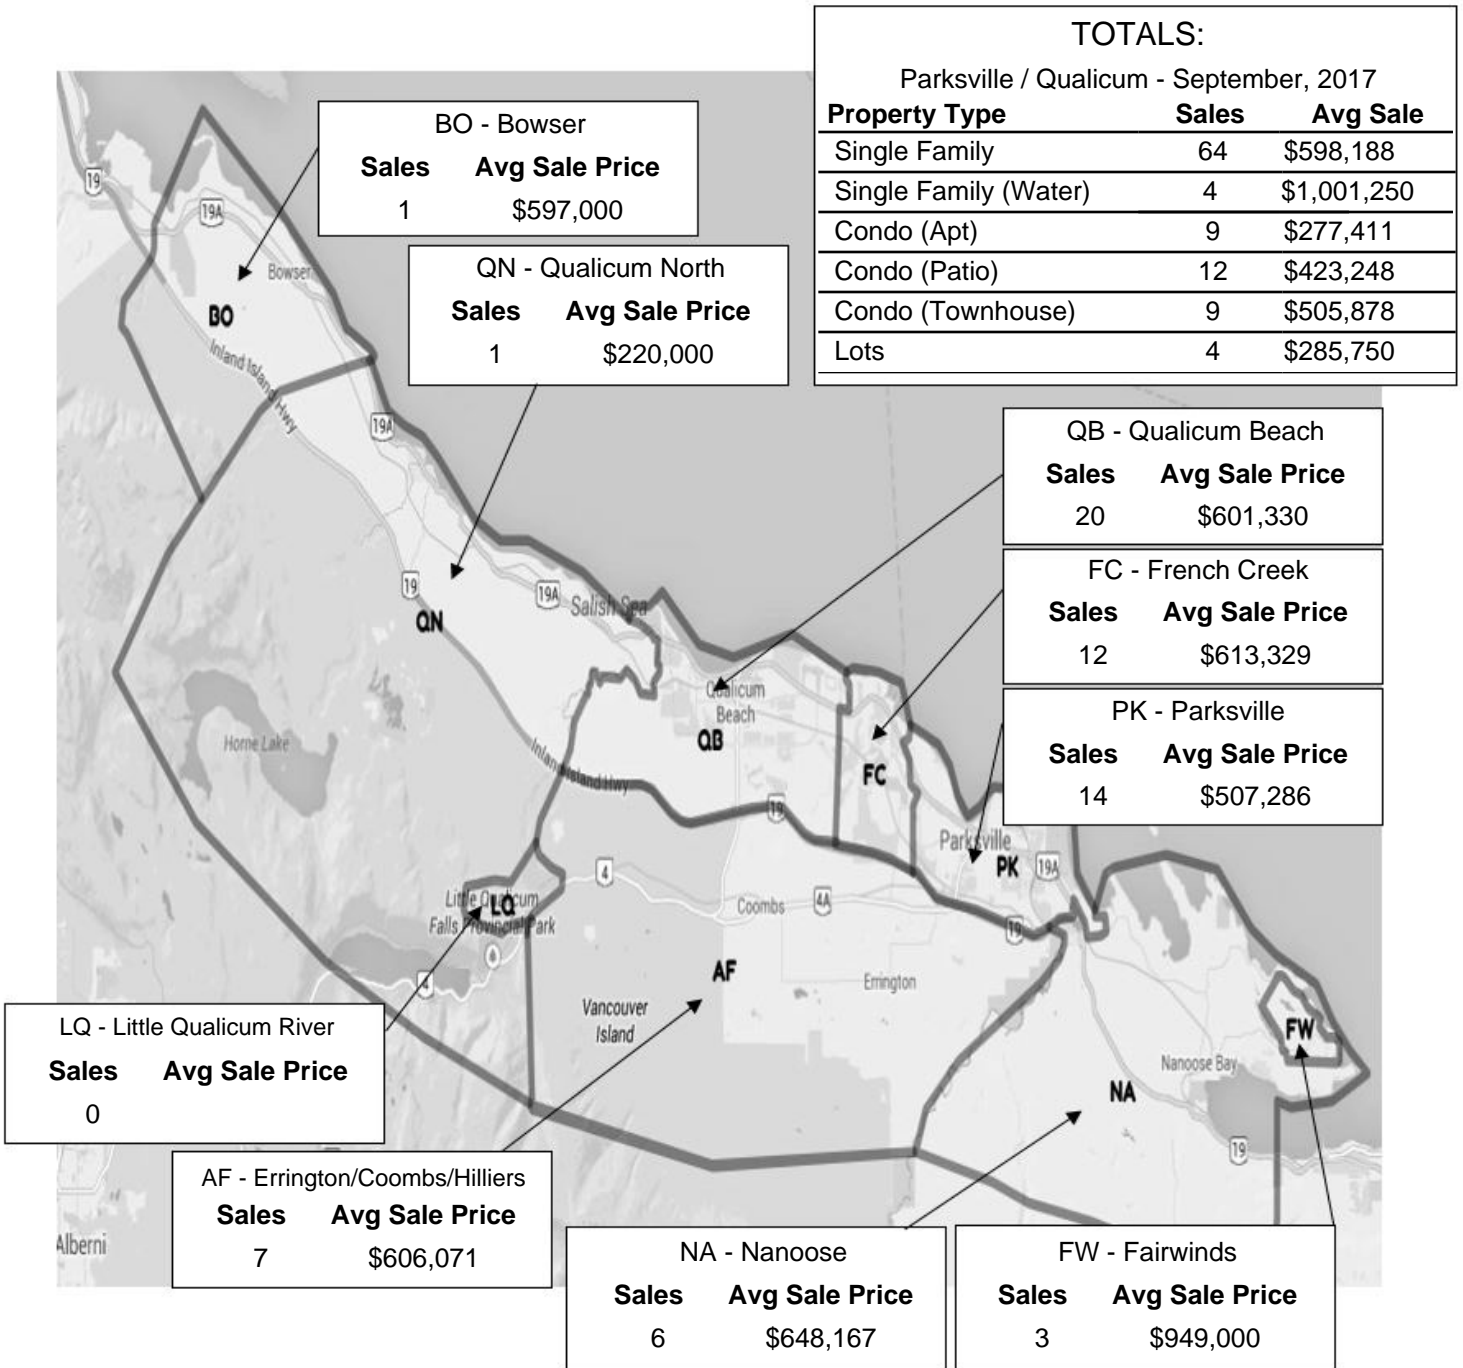 TOTALS:
Parksville / Qualicum - September, 2017
Property Type Sales Avg Sale
Single Family 64 $598,188
Single Family (Water) 4 $1,001,250
Condo (Apt) 9 $277,411
Condo (Patio) 12 $423,248
Condo (Townhouse) 9 $505,878
Lots 4 $285,750
BO - Bowser
Sales Avg Sale Price
1 $597,000
QN - Qualicum North
Sales Avg Sale Price
1 $220,000
QB - Qualicum Beach
Sales Avg Sale Price
20 $601,330
FC - French Creek
Sales Avg Sale Price
12 $613,329
PK - Parksville
Sales Avg Sale Price
14 $507,286
LQ - Little Qualicum River
Sales Avg Sale Price
0
AF - Errington/Coombs/Hilliers
Sales Avg Sale Price
7 $606,071
NA - Nanoose
Sales Avg Sale Price
6 $648,167
FW - Fairwinds
Sales Avg Sale Price
3 $949,000
19
19A
Bowser
BO
Inland Island Hwy
19A
19
19A
Salish Sea
QN
Qualicum
Beach
QB
Horne Lake
Inland Island Hwy
FC
19
Parksville
PK
19A
4
Little Qualicum
LQ
Falls Provincial Park
Coombs
4A
19
4
AF
Errington
Vancouver
Island
FW
Nanoose Bay
NA
19
Alberni